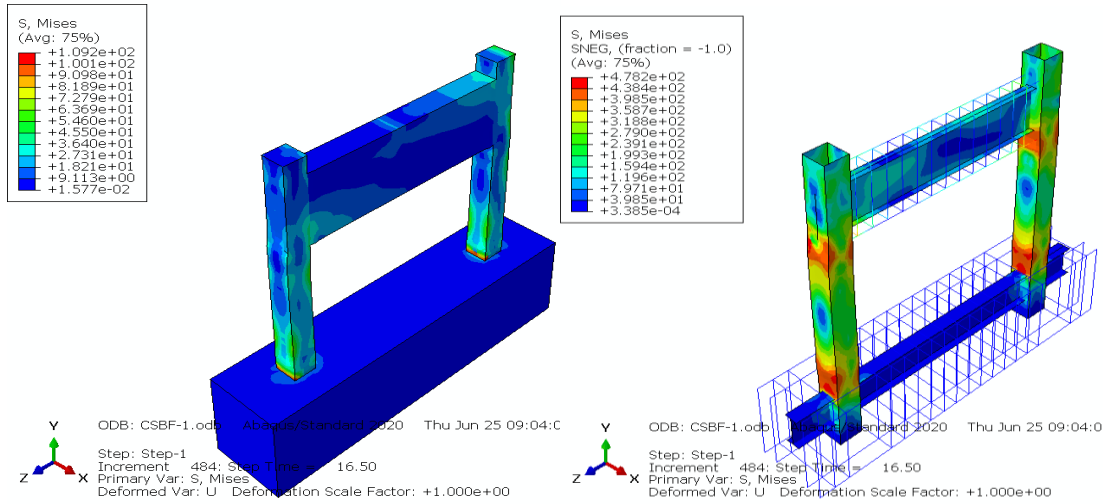 S, Mises
(Avg: 75%)
+1.092e+02
+1.001e+02
+9.098e+01
+8.189e+01
+7.279e+01
+6.369e+01
+5.460e+01
+4.550e+01
+3.640e+01
+2.731e+01
+1.821e+01
+9.113e+00
+1.577e-02
S, Mises
SNEG, (fraction = -1.0)
(Avg: 75%)
+4.782e+02
+4.384e+02
+3.985e+02
+3.587e+02
+3.188e+02
+2.790e+02
+2.391e+02
+1.993e+02
+1.594e+02
+1.196e+02
+7.971e+01
+3.985e+01
+3.385e-04
Y
Z
X
ODB: CSBF-1.odb Abaqus/Standard 2020 Thu Jun 25 09:04:0
Step: Step-1
Increment 484: Step Time = 16.50
Primary Var: S, Mises
Deformed Var: U Deformation Scale Factor: +1.000e+00
Y
Z
X
ODB: CSBF-1.odb Abaqus/Standard 2020 Thu Jun 25 09:04:0
Step: Step-1
Increment 484: Step Time = 16.50
Primary Var: S, Mises
Deformed Var: U Deformation Scale Factor: +1.000e+00